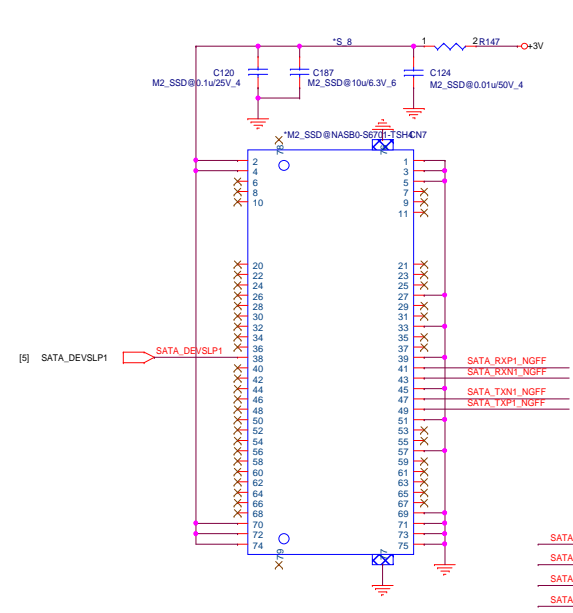 *S_8
1
2
R147
+3V
C120
M2_SSD@0.1u/25V_4
C187
M2_SSD@10u/6.3V_6
C124
M2_SSD@0.01u/50V_4
*M2_SSD@NASB0-S6701-TSH4
CN7
78
2 1
4 3
6 5
8 7
10 9
11
20 21
22 23
24 25
26 27
28 29
30 31
32 33
34 35
36 37
[5] SATA_DEVSLP1 SATA_DEVSLP1 38 39
40 41 SATA_RXP1_NGFF
42 43 SATA_RXN1_NGFF
44 45
46 47 SATA_TXN1_NGFF
48 49 SATA_TXP1_NGFF
50 51
52 53
54 55
56 57
58 59
60 61
62 63
64 65
66 67
68 69
70 71
72 73
74 75
79
SATA
SATA
SATA
SATA